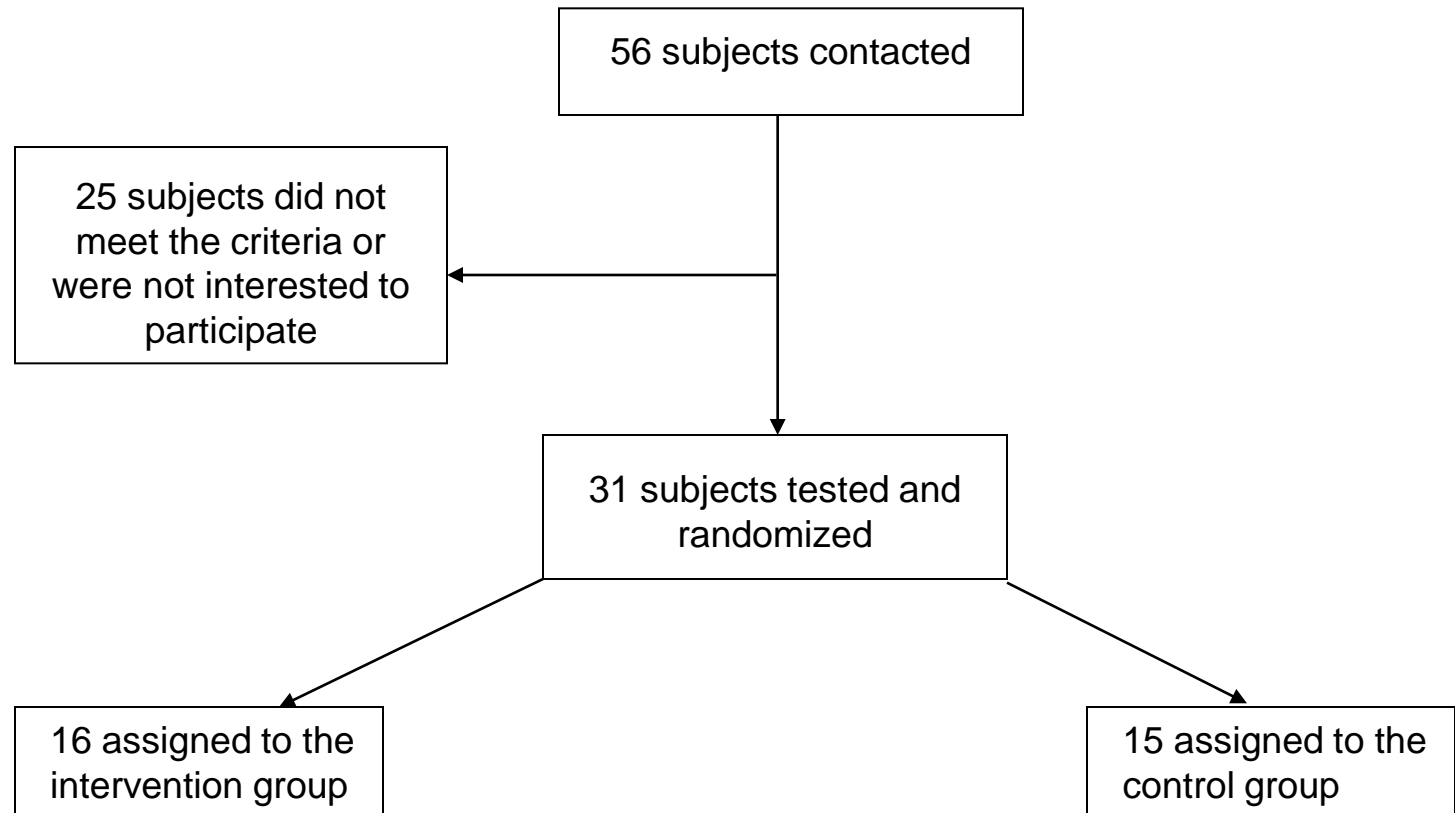 56 subjects contacted
25 subjects did not
meet the criteria or
were not interested to
participate
31 subjects tested and
randomized
16 assigned to the
intervention group
15 assigned to the
control group